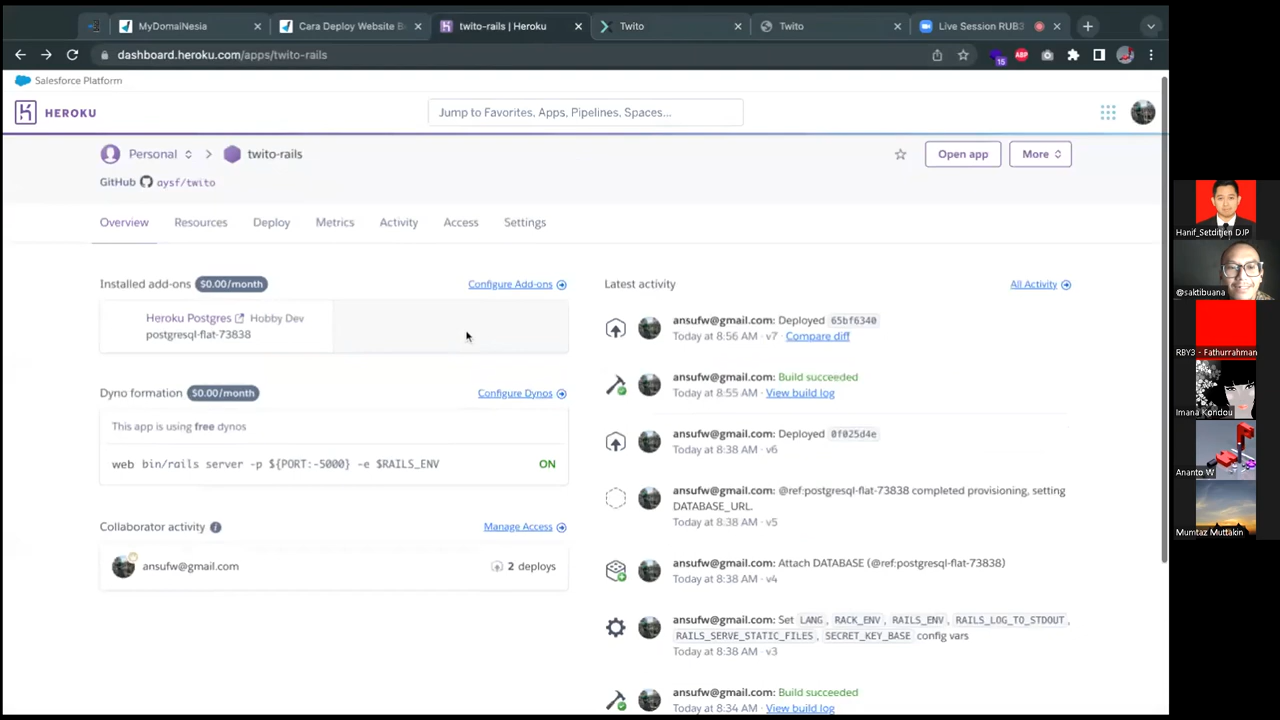 MyDomaiNesia
Cara Deploy Website B
twito-rails | Heroku
Twito
Twito
Live Session RUB3
dashboard.heroku.com/apps/twito-rails
15
ABP
Salesforce Platform
HEROKU
Jump to Favorites, Apps, Pipelines, Spaces...
Personal
twito-rails
Open app
More
GitHub
aysf/twito
Overview
Resources
Deploy
Metrics
Activity
Access
Settings
Installed add-ons $0.00/month
Configure Add-ons
Heroku Postgres
Hobby Dev
postgresql-flat-73838
Dyno formation $0.00/month
Configure Dynos
This app is using free dynos
web bin/rails server -p ${PORT:-5000} -e $RAILS_ENV
ON
Collaborator activity
Manage Access
ansufw@gmail.com
2 deploys
Latest activity
All Activity
ansufw@gmail.com: Deployed 65bf6340
Today at 8:56 AM · v7 · Compare diff
ansufw@gmail.com: Build succeeded
Today at 8:55 AM · View build log
ansufw@gmail.com: Deployed 0f025d4e
Today at 8:38 AM · v6
ansufw@gmail.com: @ref:postgresql-flat-73838 completed provisioning, setting
DATABASE_URL.
Today at 8:38 AM · v5
ansufw@gmail.com: Attach DATABASE (@ref:postgresql-flat-73838)
Today at 8:38 AM · v4
ansufw@gmail.com: Set LANG, RACK_ENV, RAILS_ENV, RAILS_LOG_TO_STDOUT,
RAILS_SERVE_STATIC_FILES, SECRET_KEY_BASE config vars
Today at 8:38 AM · v3
ansufw@gmail.com: Build succeeded
Today at 8:34 AM · View build log
Hanif_Setditjen DJP
@saktibuana
RBY3 - Fathurrahman
Imana Kondou
Ananto W
Mumtaz Muttakin